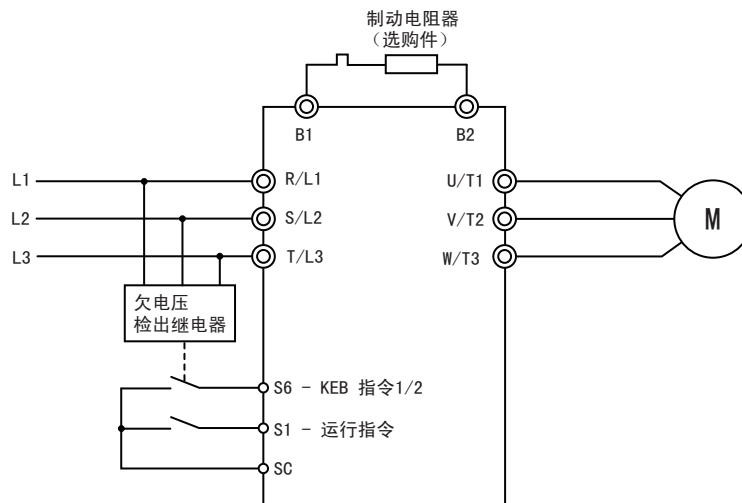 制动电阻器
（选购件）
B1
B2
L1
R/L1
U/T1
L2
S/L2
V/T2
M
L3
T/L3
W/T3
欠电压
检出继电器
S6 - KEB 指令1/2
S1 - 运行指令
SC